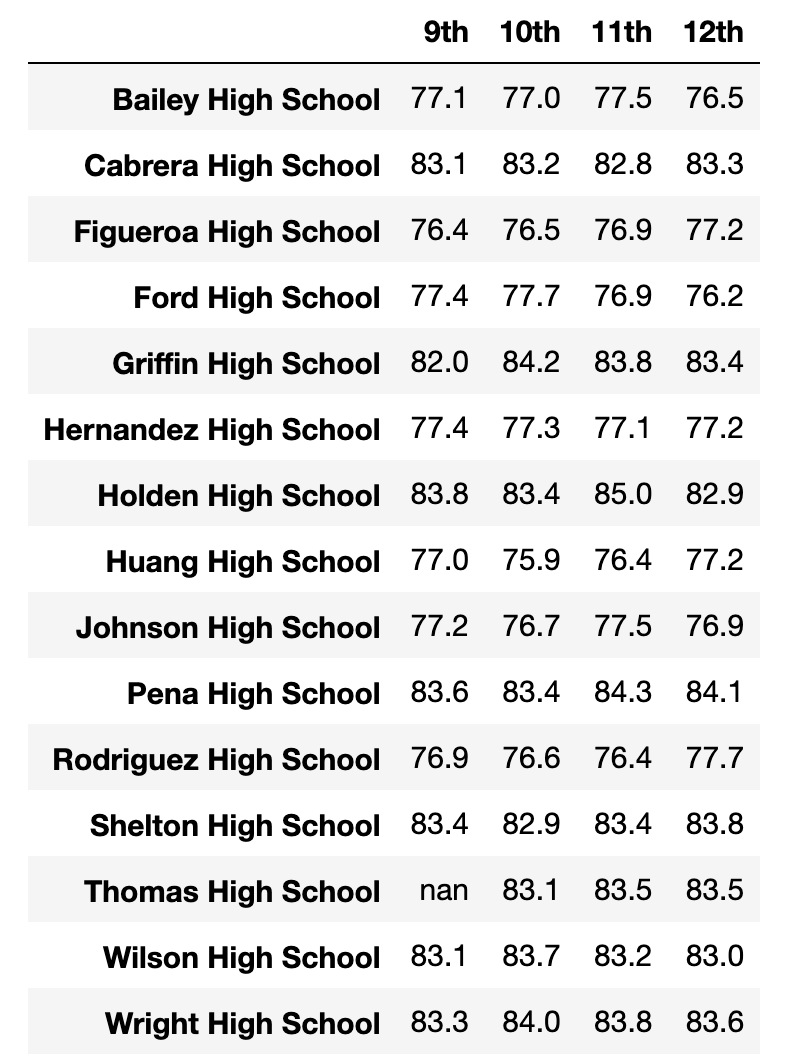 9th 10th 11th 12th
Bailey High School 77.1 77.0 77.5 76.5
Cabrera High School 83.1 83.2 82.8 83.3
Figueroa High School 76.4 76.5 76.9 77.2
Ford High School 77.4 77.7 76.9 76.2
Griffin High School 82.0 84.2 83.8 83.4
Hernandez High School 77.4 77.3 77.1 77.2
Holden High School 83.8 83.4 85.0 82.9
Huang High School 77.0 75.9 76.4 77.2
Johnson High School 77.2 76.7 77.5 76.9
Pena High School 83.6 83.4 84.3 84.1
Rodriguez High School 76.9 76.6 76.4 77.7
Shelton High School 83.4 82.9 83.4 83.8
Thomas High School nan 83.1 83.5 83.5
Wilson High School 83.1 83.7 83.2 83.0
Wright High School 83.3 84.0 83.8 83.6